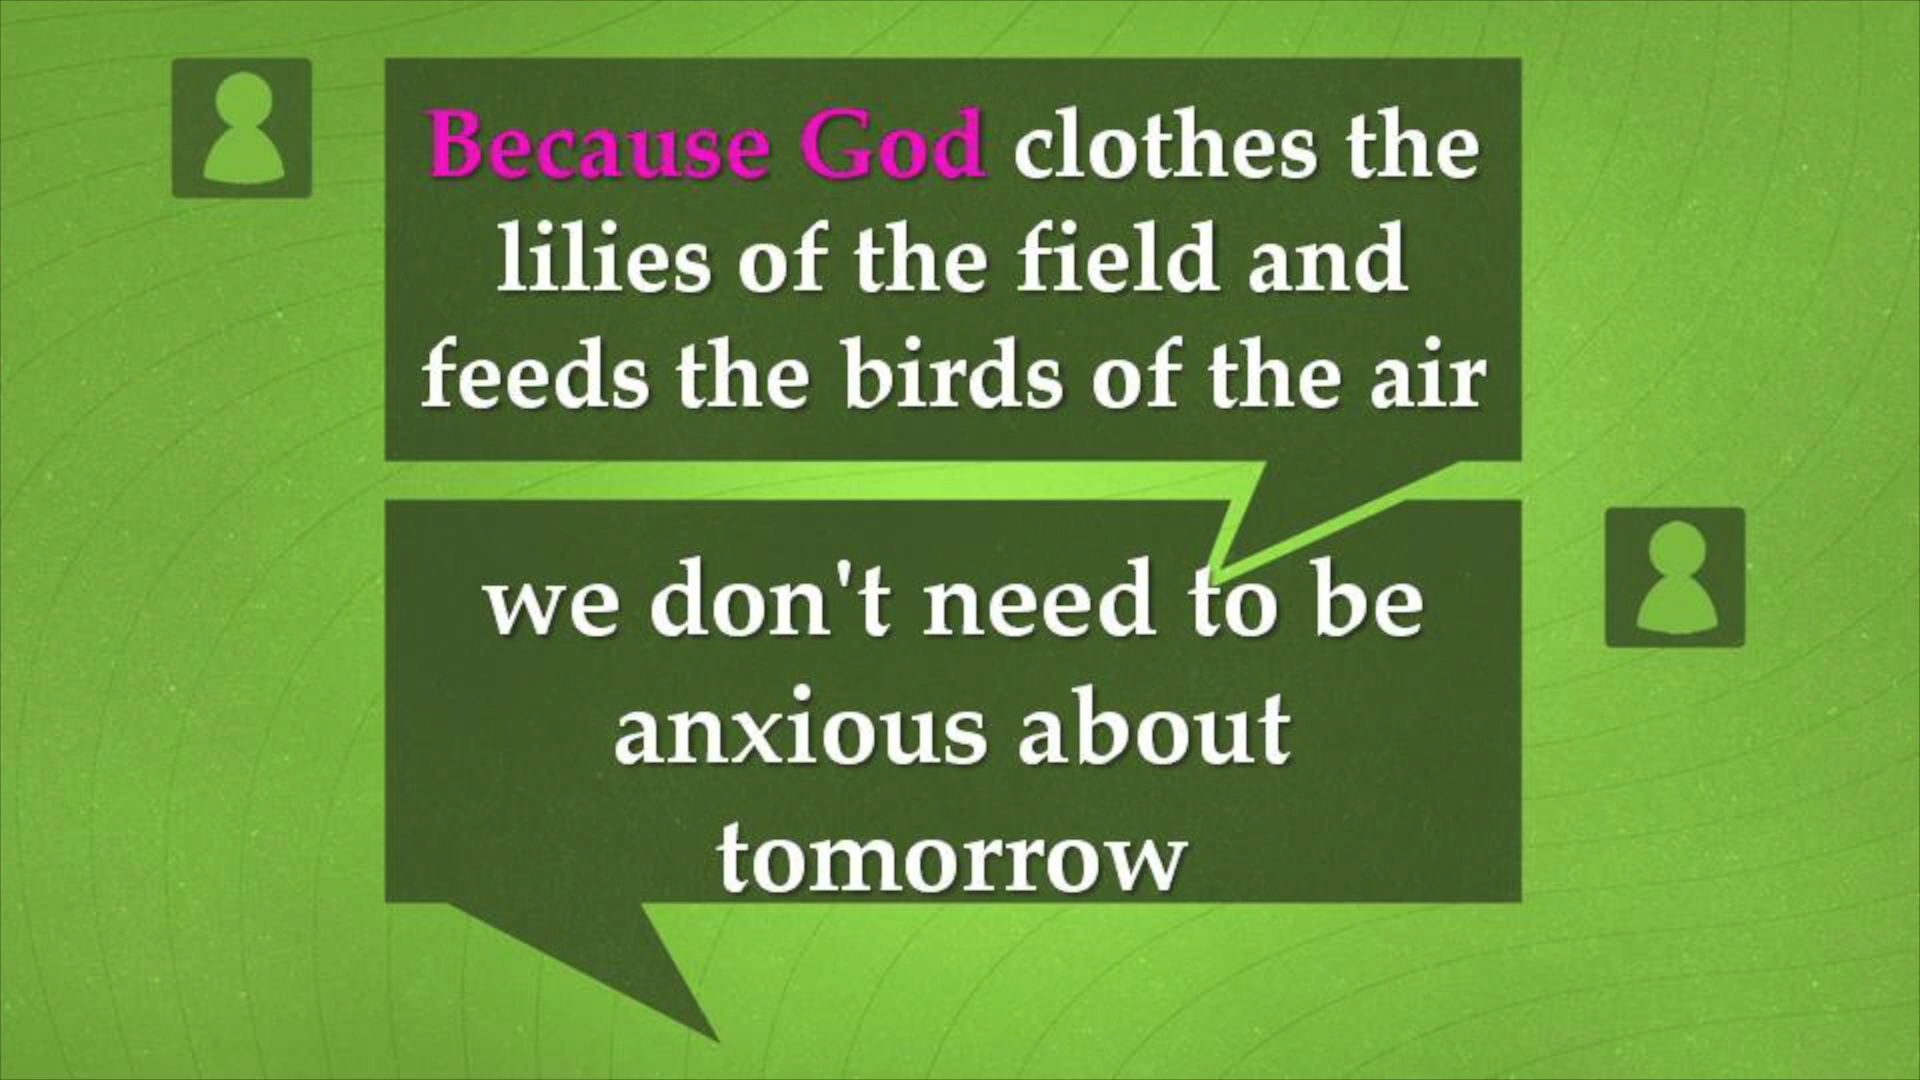 Because God clothes the
lilies of the field and
feeds the birds of the air
we don't need to be
anxious about
tomorrow